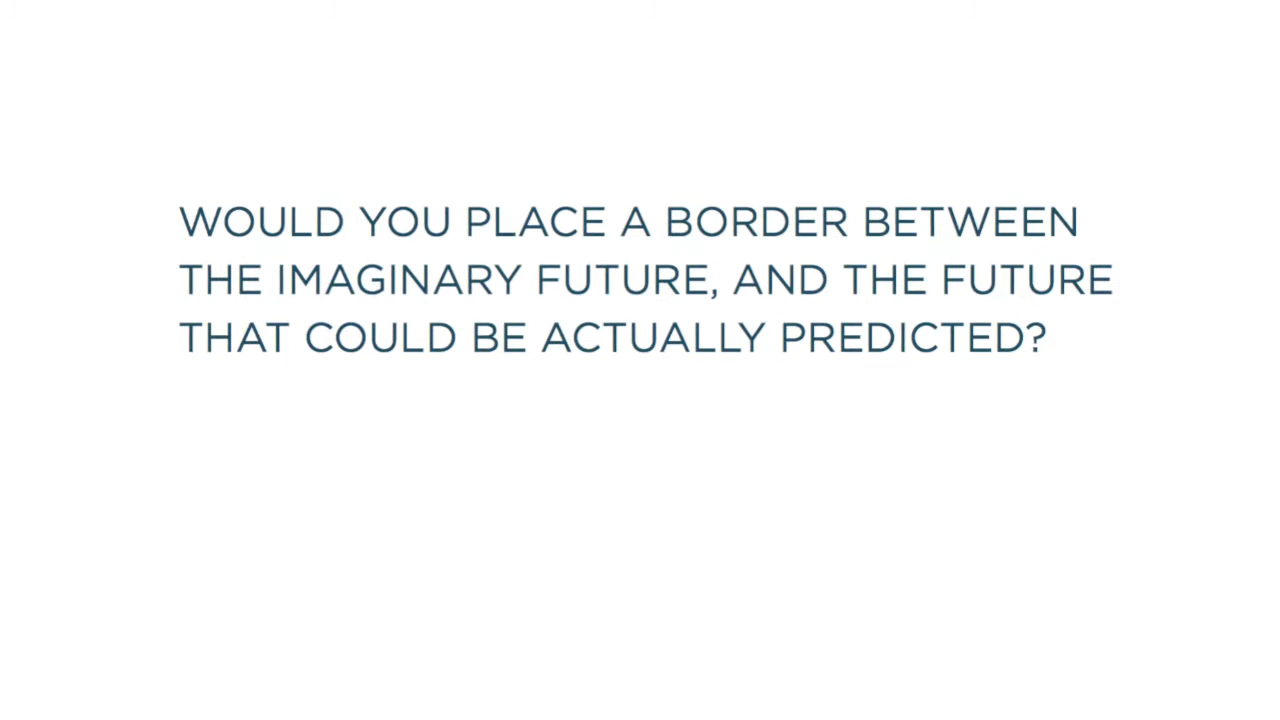 WOULD YOU PLACE A BORDER BETWEEN
THE IMAGINARY FUTURE, AND THE FUTURE
THAT COULD BE ACTUALLY PREDICTED?